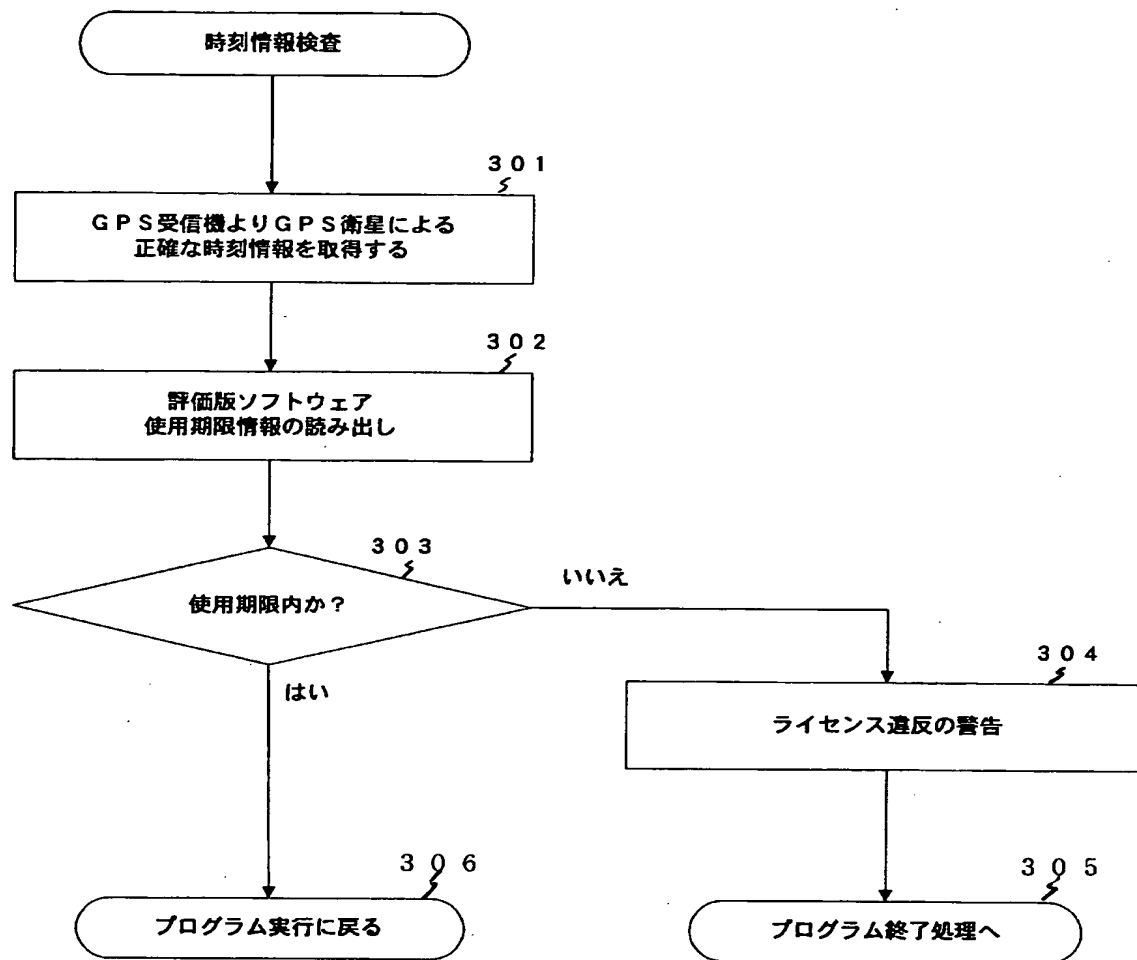 時刻情報検査
３０１
ＧＰＳ受信機よりＧＰＳ衛星による
正確な時刻情報を取得する
３０２
評価版ソフトウェア
使用期限情報の読み出し
３０３
使用期限内か？
いいえ
はい
３０４
ライセンス違反の警告
３０６
プログラム実行に戻る
３０５
プログラム終了処理へ